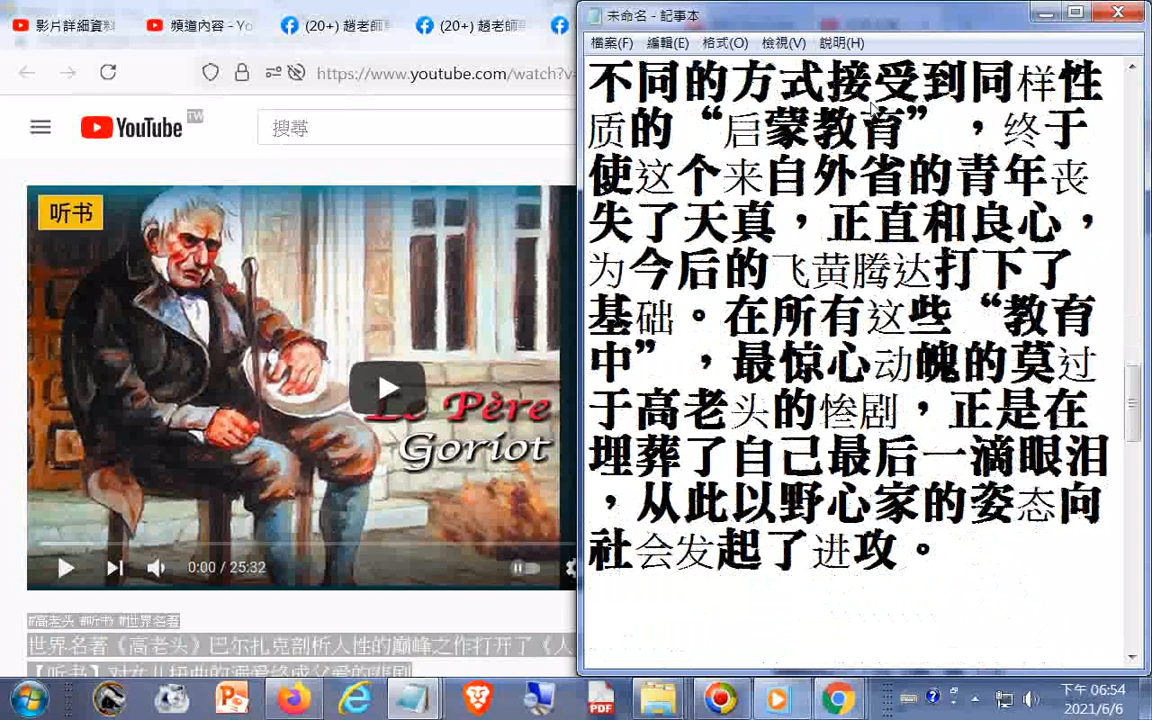 影片詳細資料
頻道內容 - Yo
(20+) 趙老師
(20+) 趙老師
https://www.youtube.com/watch?v=
YouTube TW
搜尋
听书
Le Père
Goriot
0:00 / 25:32
#高老头 #听书 #世界名著
世界名著《高老头》巴尔扎克剖析人性的巅峰之作打开了《人
【听书】对女儿扭曲的溺爱终成父爱的悲剧
未命名 - 記事本
檔案(F) 編輯(E) 格式(O) 檢視(V) 說明(H)
不同的方式接受到同样性
质的“启蒙教育”，终于
使这个来自外省的青年丧
失了天真，正直和良心，
为今后的飞黄腾达打下了
基础。在所有这些“教育
中”，最惊心动魄的莫过
于高老头的惨剧，正是在
埋葬了自己最后一滴眼泪
，从此以野心家的姿态向
社会发起了进攻。
PDF
下午 06:54
2021/6/6